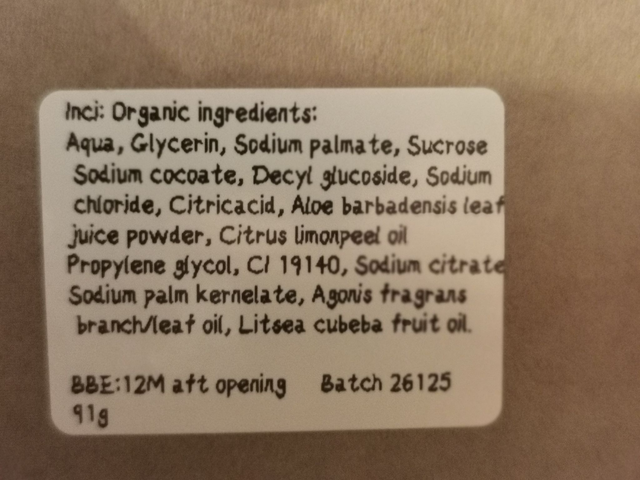 Inci: Organic ingredients:
Aqua, Glycerin, Sodium palmate, Sucrose
Sodium cocoate, Decyl glucoside, Sodium
chloride, Citricacid, Aloe barbadensis leaf
juice powder, Citrus limonpeel oil
Propylene glycol, CI 19140, Sodium citrate
Sodium palm kernelate, Agonis fragrans
branch/leaf oil, Litsea cubeba fruit oil.
BBE:12M aft opening Batch 26125
91g